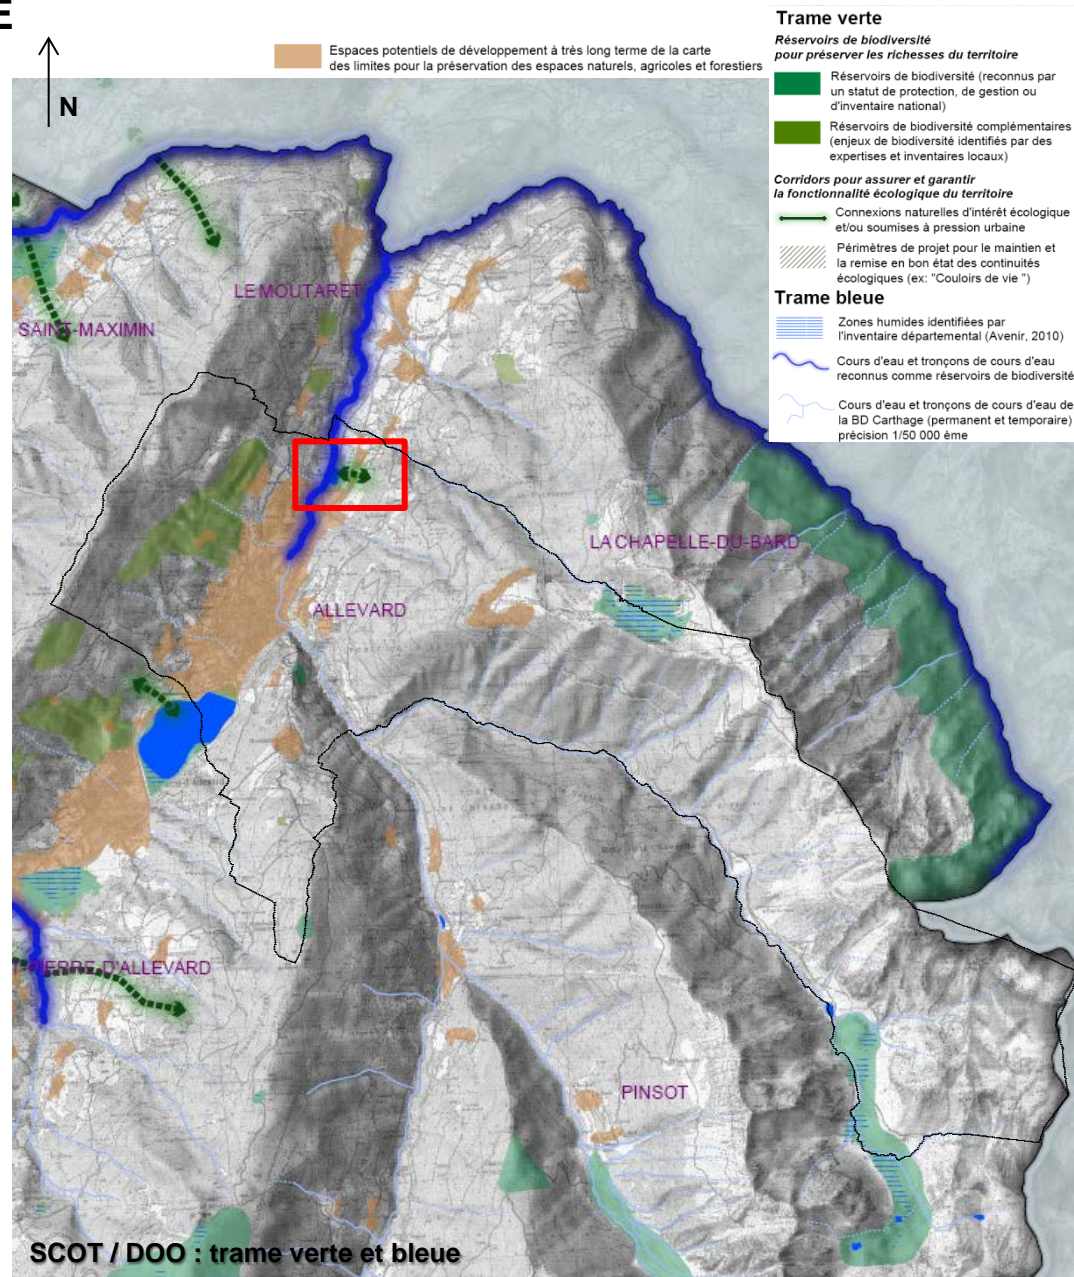 E
N
Espaces potentiels de développement à très long terme de la carte
des limites pour la préservation des espaces naturels, agricoles et forestiers
Trame verte
Réservoirs de biodiversité
pour préserver les richesses du territoire
Réservoirs de biodiversité (reconnus par
un statut de protection, de gestion ou
d'inventaire national)
Réservoirs de biodiversité complémentaires
(enjeux de biodiversité identifiés par des
expertises et inventaires locaux)
Corridors pour assurer et garantir
la fonctionnalité écologique du territoire
Connexions naturelles d'intérêt écologique
et/ou soumises à pression urbaine
Périmètres de projet pour le maintien et
la remise en bon état des continuités
écologiques (ex: "Couloirs de vie ")
Trame bleue
Zones humides identifiées par
l'inventaire départemental (Avenir, 2010)
Cours d'eau et tronçons de cours d'eau
reconnus comme réservoirs de biodiversité
Cours d'eau et tronçons de cours d'eau de
la BD Carthage (permanent et temporaire)
précision 1/50 000 ème
LE MOUTARET
SAINT-MAXIMIN
LA CHAPELLE-DU-BARD
ALLEVARD
PIERRE-D'ALLEVARD
PINSOT
SCOT / DOO : trame verte et bleue